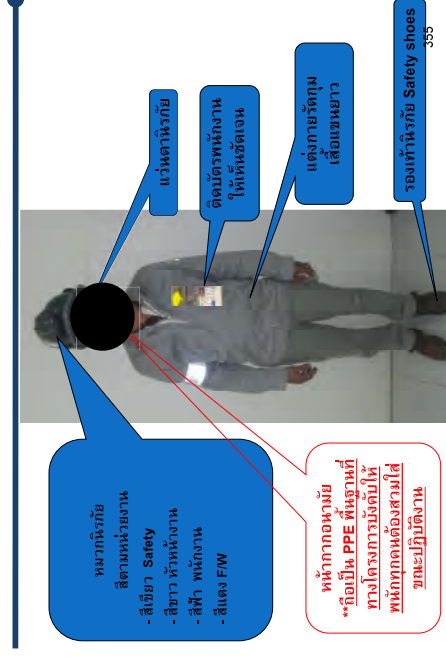 หมวกนิรภัย
สีตามหน่วยงาน
- สีเขียว Safety
- สีขาว หัวหน้างาน
- สีฟ้า พนักงาน
- สีแดง F/W
หน้ากากอนามัย
**ถือเป็น PPE พื้นฐานที่
ทางโครงการบังคับให้
พนักทุกคนต้องสวมใส่
ขณะปฏิบัติงาน
แว่นตานิรภัย
ติดบัตรพนักงาน
ให้เห็นชัดเจน
แต่งกายรัดกุม
เสื้อแขนยาว
รองเท้านิรภัย Safety shoes
355